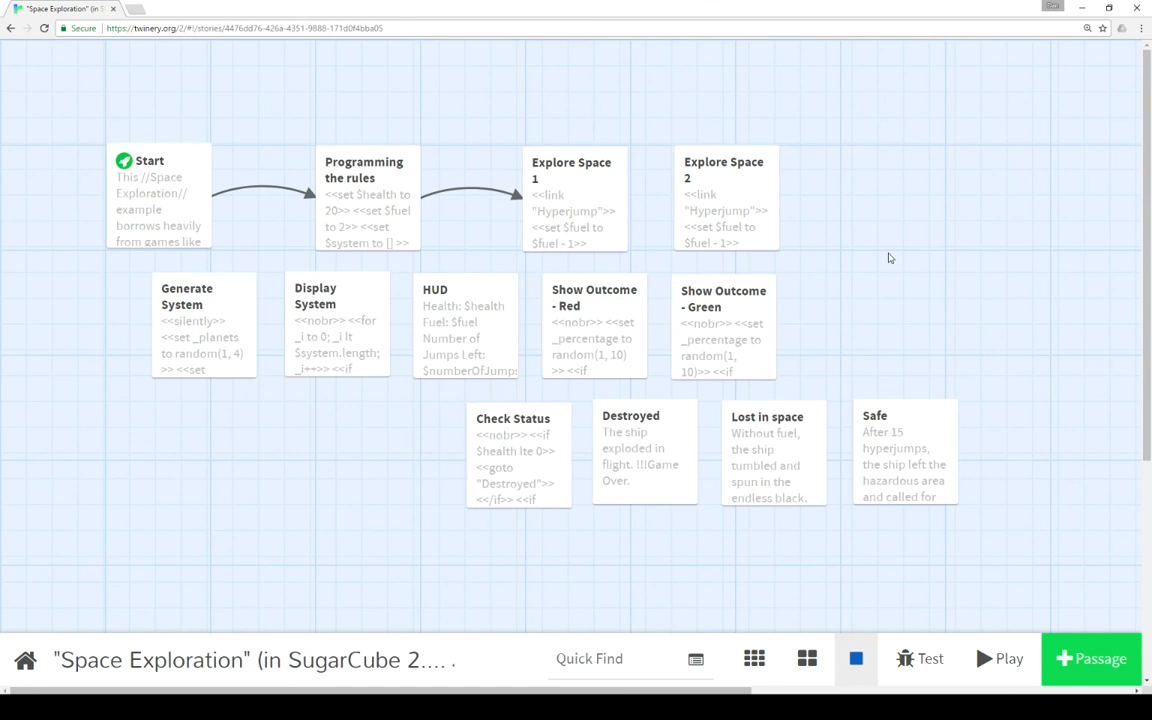 "Space Exploration" (in S
Secure
https://twinery.org/2/#!/stories/4476dd76-426a-4351-9888-171d0f4bba05
Start
This //Space
Exploration//
example
borrows heavily
from games like
Programming
the rules
<<set $health to
20>> <<set $fuel
to 2>> <<set
$system to [] >>
Explore Space
1
<<link
"Hyperjump">>
<<set $fuel to
$fuel - 1>>
Explore Space
2
<<link
"Hyperjump">>
<<set $fuel to
$fuel - 1>>
Generate
System
<<silently>>
<<set _planets
to random(1, 4)
>> <<set
Display
System
<<nobr>> <<for
_i to 0; _i lt
$system.length;
_i++>> <<if
HUD
Health: $health
Fuel: $fuel
Number of
Jumps Left:
$numberOfJumps
Show Outcome
- Red
<<nobr>> <<set
_percentage to
random(1, 10)
>> <<if
Show Outcome
- Green
<<nobr>> <<set
_percentage to
random(1,
10)>> <<if
Check Status
<<nobr>> <<if
$health lte 0>>
<<goto
"Destroyed">>
<</if>> <<if
Destroyed
The ship
exploded in
flight. !!!Game
Over.
Lost in space
Without fuel,
the ship
tumbled and
spun in the
endless black.
Safe
After 15
hyperjumps,
the ship left the
hazardous area
and called for
"Space Exploration" (in SugarCube 2.... .
Quick Find
Test
Play
+Passage